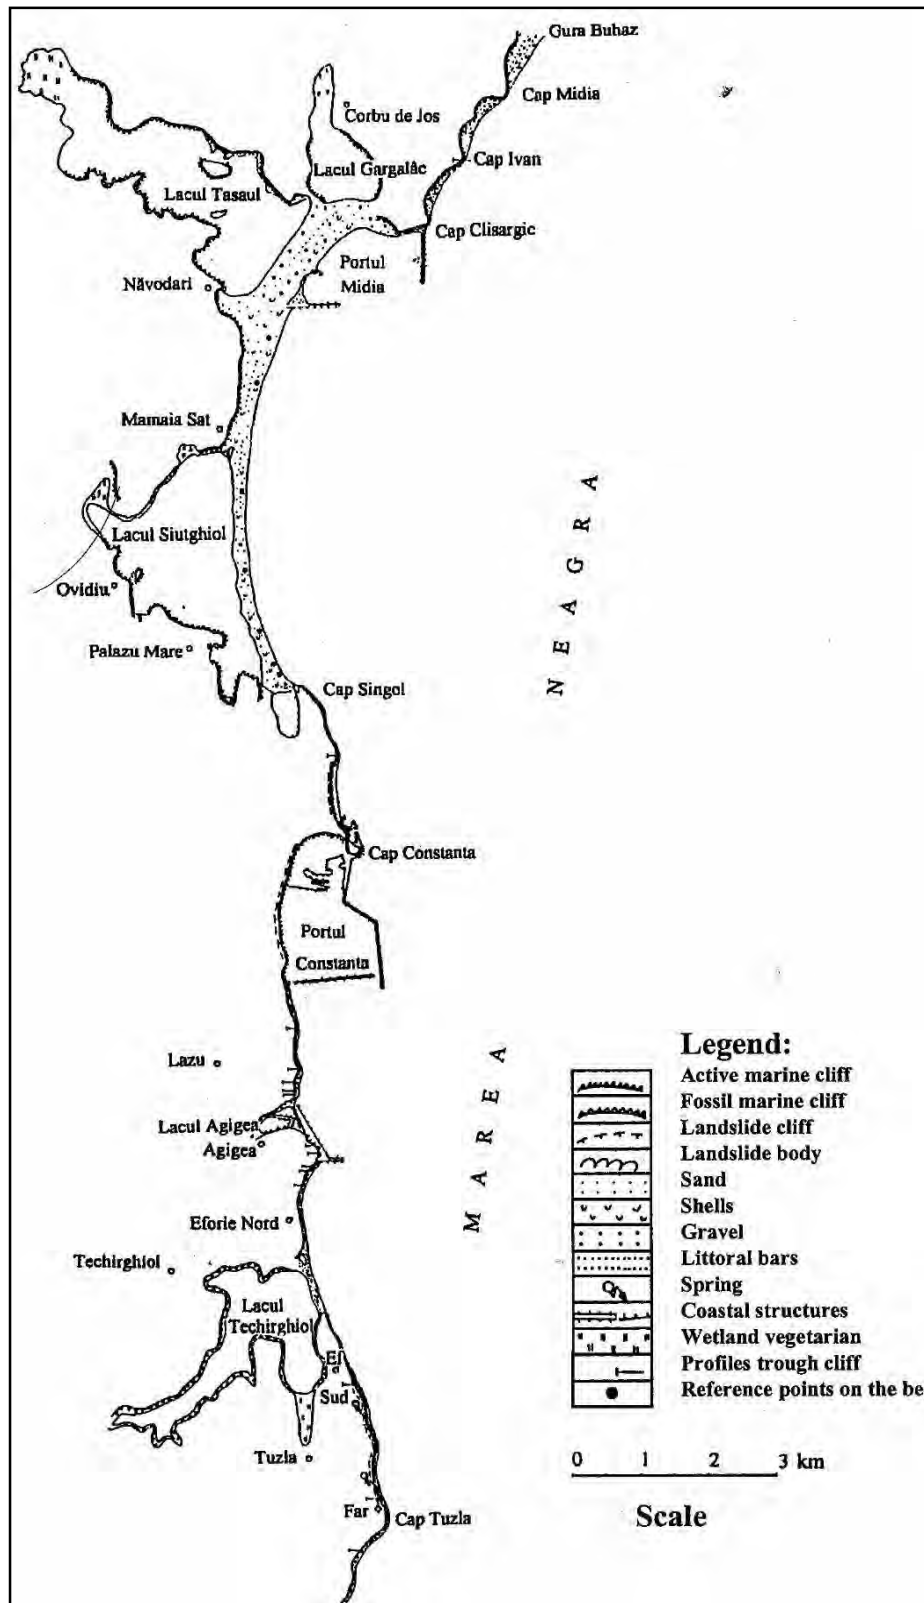 Gura Buhaz
Cap Midia
Corbu de Jos
Cap Ivan
Lacul Gargalâc
Lacul Tasaul
Cap Clisargic
Portul
Midia
Năvodari
Mamaia Sat
Lacul Siutghiol
Ovidiu
Palazu Mare
Cap Singol
NEAGRA
Cap Constanta
Portul
Constanta
MAREA
Lazu
Lacul Agigea
Agigea
Eforie Nord
Techirghiol
Lacul
Techirghiol
Ef
Sud
Tuzla
Far
Cap Tuzla
Legend:
Active marine cliff
Fossil marine cliff
Landslide cliff
Landslide body
Sand
Shells
Gravel
Littoral bars
Spring
Coastal structures
Wetland vegetarian
Profiles trough cliff
Reference points on the be
0 1 2 3 km
Scale